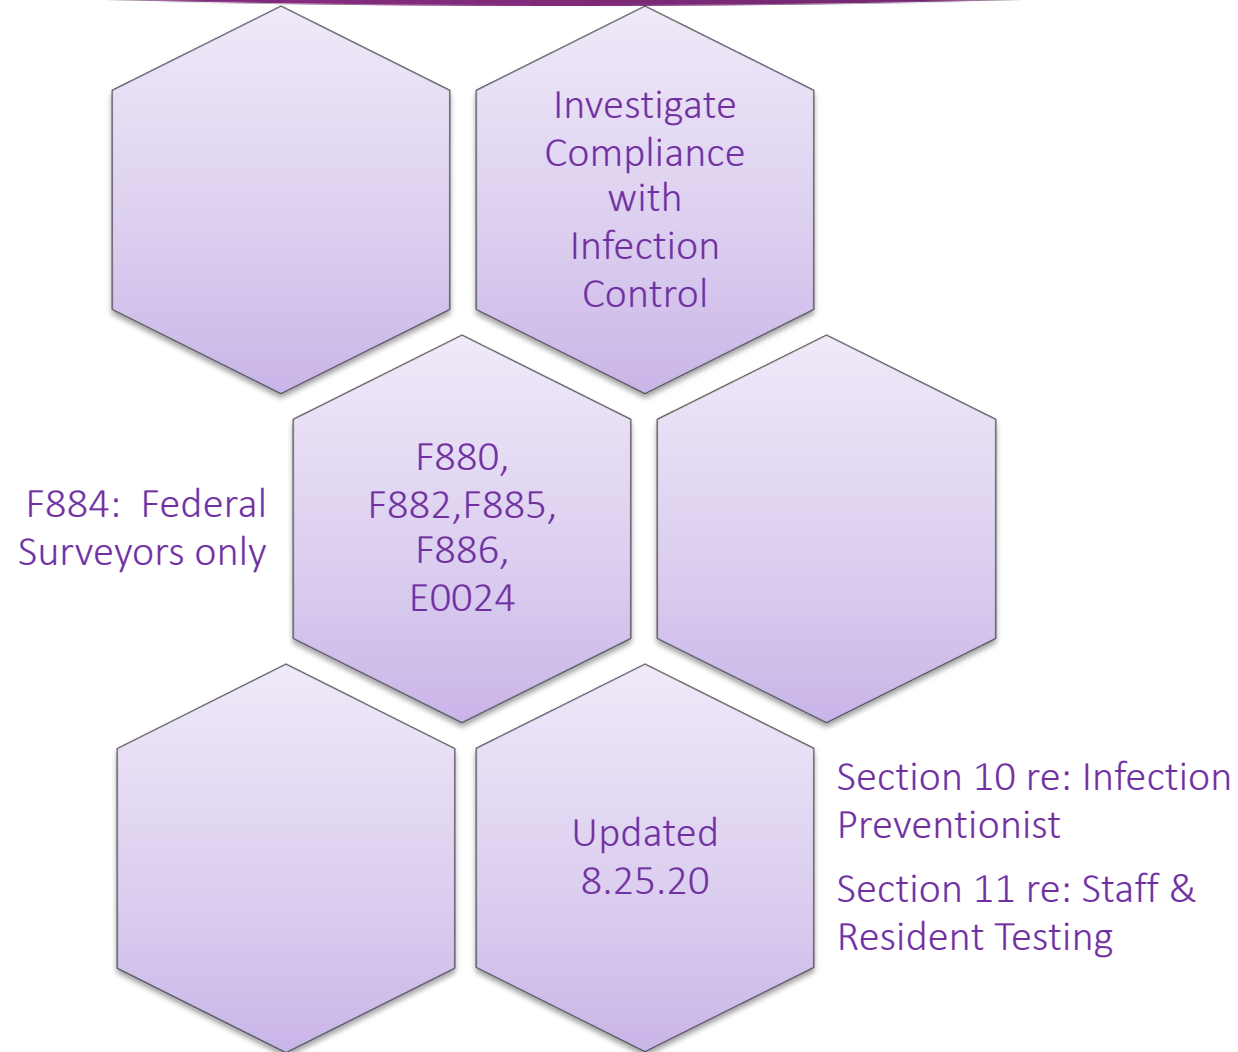 Investigate
Compliance
with
Infection
Control
F884:  Federal
Surveyors only
F880,
F882,F885,
F886,
E0024
Updated
8.25.20
Section 10 re: Infection
Preventionist
Section 11 re: Staff &
Resident Testing